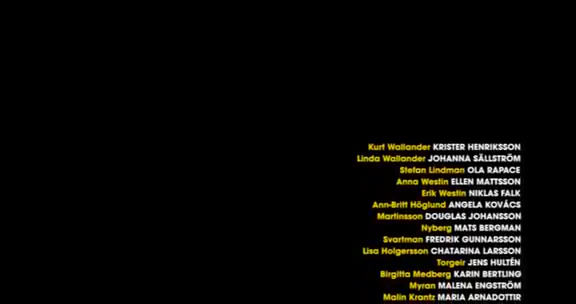 Kurt Wallander KRISTER HENRIKSSON
Linda Wallander JOHANNA SÄLLSTRÖM
Stefan Lindman OLA RAPACE
Anna Westin ELLEN MATTSSON
Erik Westin NIKLAS FALK
Ann-Britt Höglund ANGELA KOVÁCS
Martinsson DOUGLAS JOHANSSON
Nyberg MATS BERGMAN
Svartman FREDRIK GUNNARSSON
Lisa Holgersson CHATARINA LARSSON
Torgeir JENS HULTÉN
Birgitta Medberg KARIN BERTLING
Myran MALENA ENGSTRÖM
Malin Krantz MARIA ARNADOTTIR